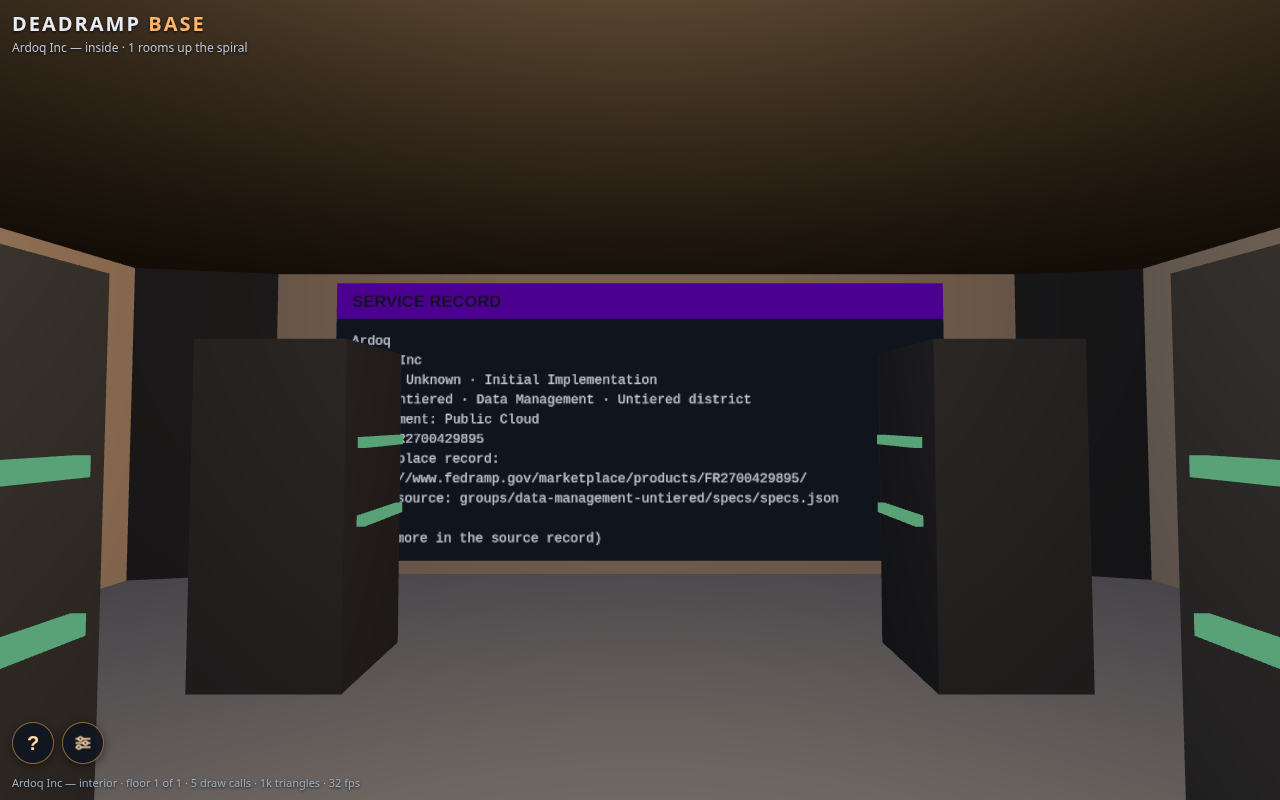 DEADRAMP BASE
Ardoq Inc — inside · 1 rooms up the spiral
SERVICE RECORD
Ardoq
Inc
Unknown · Initial Implementation
ntiered · Data Management · Untiered district
ment: Public Cloud
R2700429895
place record:
//www.fedramp.gov/marketplace/products/FR2700429895/
source: groups/data-management-untiered/specs/specs.json
more in the source record)
?
Ardoq Inc — interior · floor 1 of 1 · 5 draw calls · 1k triangles · 32 fps